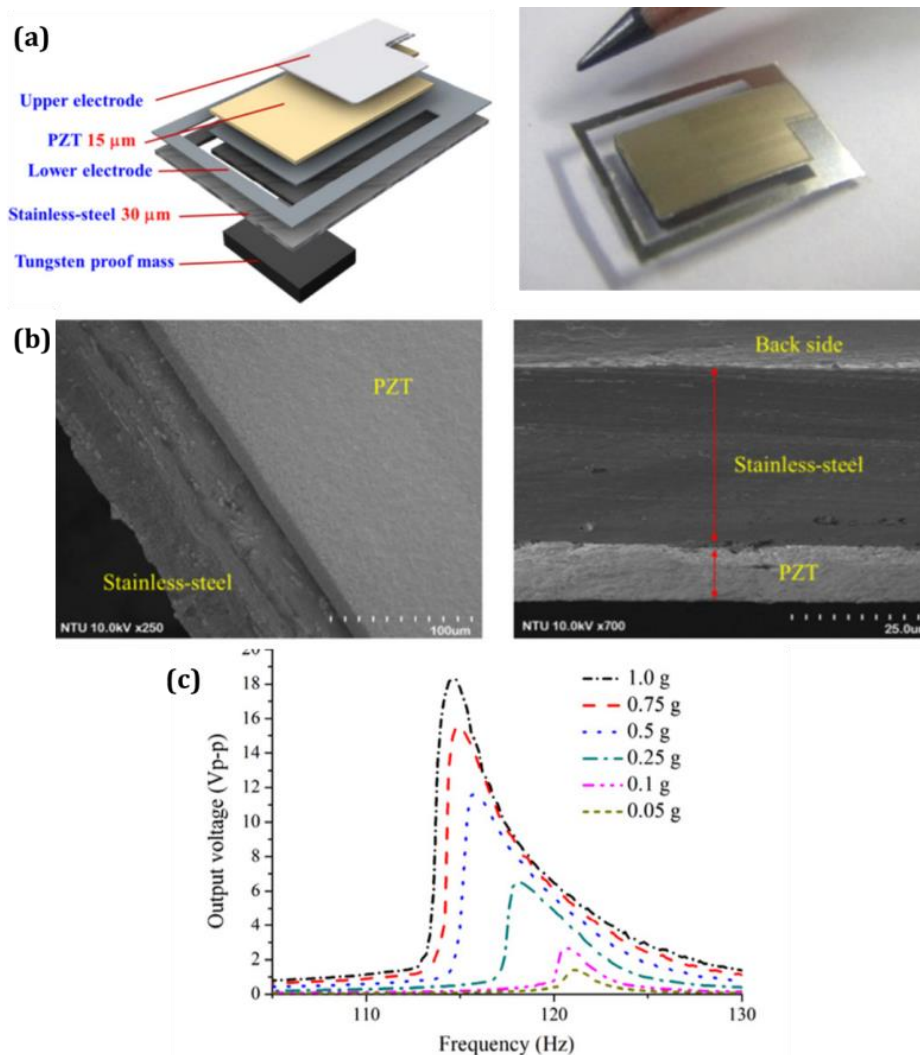 (a)
Upper electrode
PZT 15 μm
Lower electrode
Stainless-steel 30 μm
Tungsten proof mass
(b)
PZT
Stainless-steel
NTU 10.0kV x250
100um
Back side
Stainless-steel
PZT
NTU 10.0kV x700
25.0u
(c)
20
18
16
14
12
10
8
6
4
2
0
Output voltage (Vp-p)
1.0 g
0.75 g
0.5 g
0.25 g
0.1 g
0.05 g
110
120
130
Frequency (Hz)